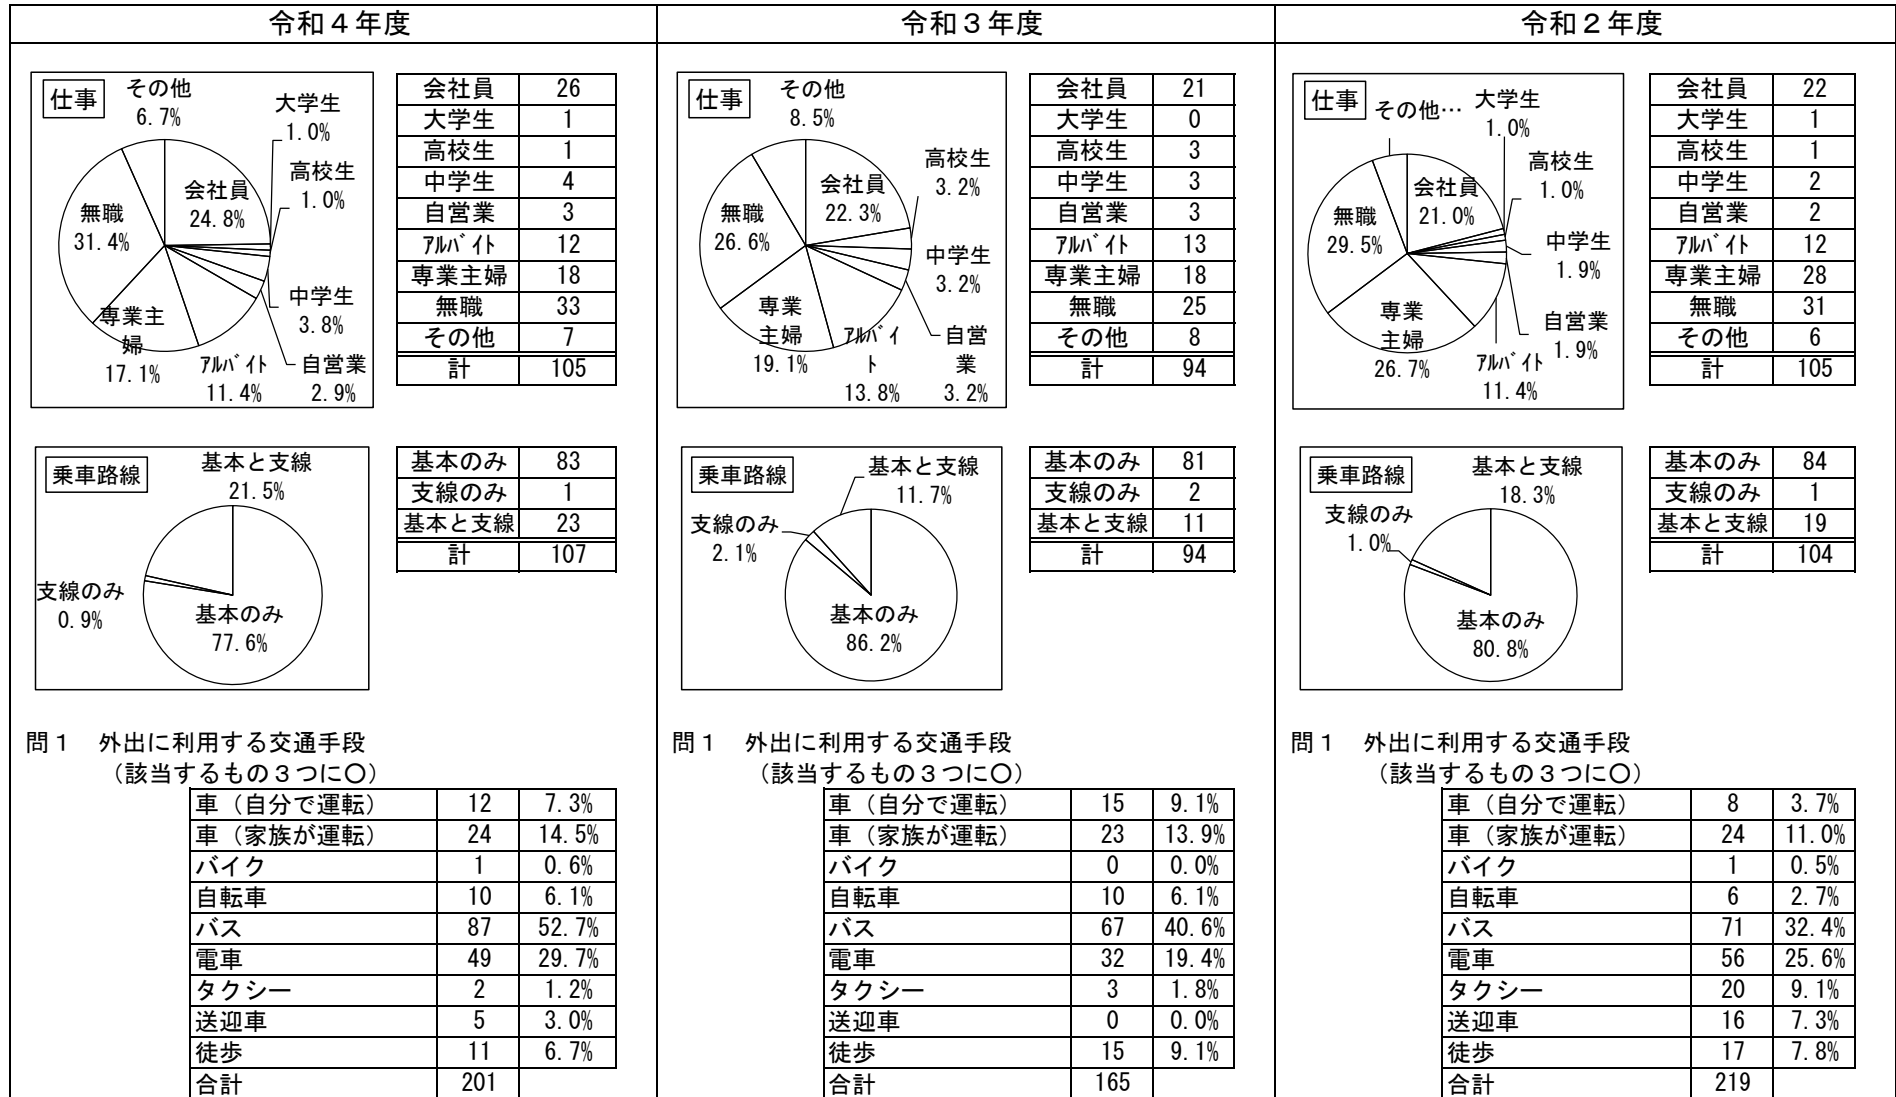 令和４年度
仕事
その他
6.7%
大学生
1.0%
高校生
1.0%
会社員
24.8%
無職
31.4%
中学生
3.8%
専業主
婦
17.1%
ｱﾙﾊﾞｲﾄ
11.4%
自営業
2.9%
会社員 26
大学生 1
高校生 1
中学生 4
自営業 3
ｱﾙﾊﾞｲﾄ 12
専業主婦 18
無職 33
その他 7
計 105
乗車路線
基本と支線
21.5%
支線のみ
0.9%
基本のみ
77.6%
基本のみ 83
支線のみ 1
基本と支線 23
計 107
問１　外出に利用する交通手段
（該当するもの３つに〇）
車（自分で運転） 12 7.3%
車（家族が運転） 24 14.5%
バイク 1 0.6%
自転車 10 6.1%
バス 87 52.7%
電車 49 29.7%
タクシー 2 1.2%
送迎車 5 3.0%
徒歩 11 6.7%
合計 201
令和３年度
仕事
その他
8.5%
高校生
3.2%
会社員
22.3%
無職
26.6%
中学生
3.2%
専業
主婦
19.1%
ｱﾙﾊﾞｲ
ﾄ
13.8%
自営
業
3.2%
会社員 21
大学生 0
高校生 3
中学生 3
自営業 3
ｱﾙﾊﾞｲﾄ 13
専業主婦 18
無職 25
その他 8
計 94
乗車路線
基本と支線
11.7%
支線のみ
2.1%
基本のみ
86.2%
基本のみ 81
支線のみ 2
基本と支線 11
計 94
問１　外出に利用する交通手段
（該当するもの３つに〇）
車（自分で運転） 15 9.1%
車（家族が運転） 23 13.9%
バイク 0 0.0%
自転車 10 6.1%
バス 67 40.6%
電車 32 19.4%
タクシー 3 1.8%
送迎車 0 0.0%
徒歩 15 9.1%
合計 165
令和２年度
仕事
その他…
大学生
1.0%
高校生
1.0%
会社員
21.0%
無職
29.5%
中学生
1.9%
専業
主婦
26.7%
自営業
1.9%
ｱﾙﾊﾞｲﾄ
11.4%
会社員 22
大学生 1
高校生 1
中学生 2
自営業 2
ｱﾙﾊﾞｲﾄ 12
専業主婦 28
無職 31
その他 6
計 105
乗車路線
基本と支線
18.3%
支線のみ
1.0%
基本のみ
80.8%
基本のみ 84
支線のみ 1
基本と支線 19
計 104
問１　外出に利用する交通手段
（該当するもの３つに〇）
車（自分で運転） 8 3.7%
車（家族が運転） 24 11.0%
バイク 1 0.5%
自転車 6 2.7%
バス 71 32.4%
電車 56 25.6%
タクシー 20 9.1%
送迎車 16 7.3%
徒歩 17 7.8%
合計 219